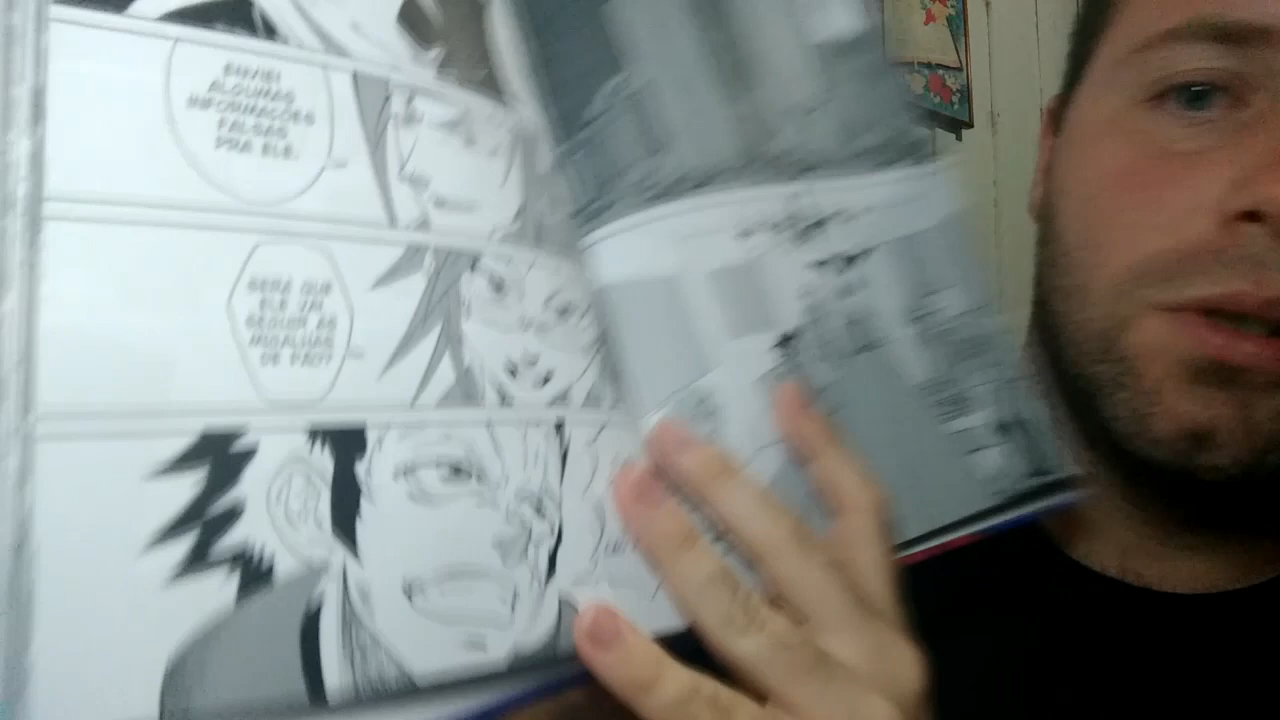 ENVIEI
ALGUMAS
INFORMAÇÕES
FALSAS
PRA ELE.
SERÁ QUE
ELE VAI
SEGUIR AS
MIGALHAS
DE PÃO?